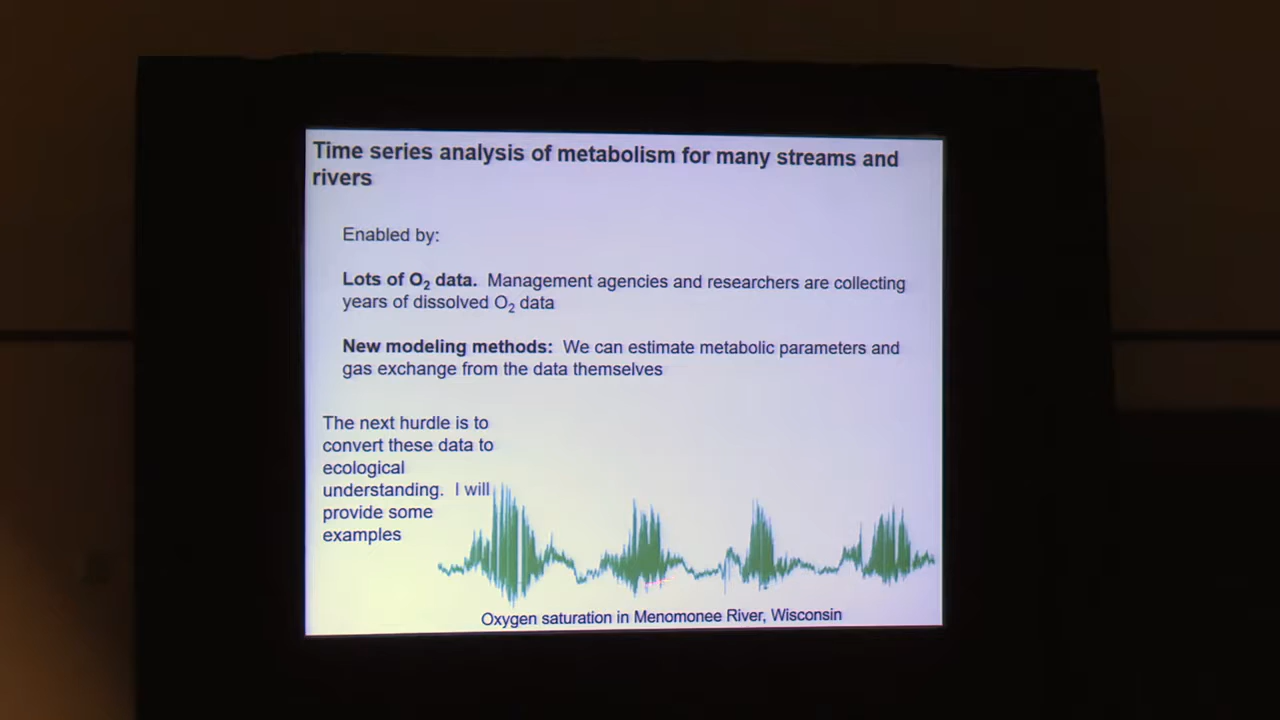 Time series analysis of metabolism for many streams and
rivers
Enabled by:
Lots of O₂ data. Management agencies and researchers are collecting
years of dissolved O₂ data
New modeling methods: We can estimate metabolic parameters and
gas exchange from the data themselves
The next hurdle is to
convert these data to
ecological
understanding. I will
provide some
examples
Oxygen saturation in Menomonee River, Wisconsin